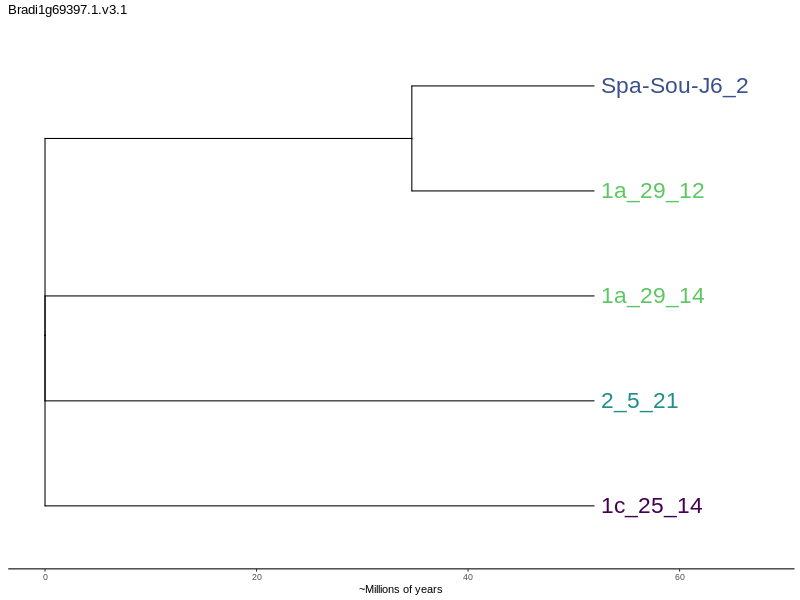 Bradi1g69397.1.v3.1
Spa-Sou-J6_2
1a_29_12
1a_29_14
2_5_21
1c_25_14
0 20 40 60
~Millions of years